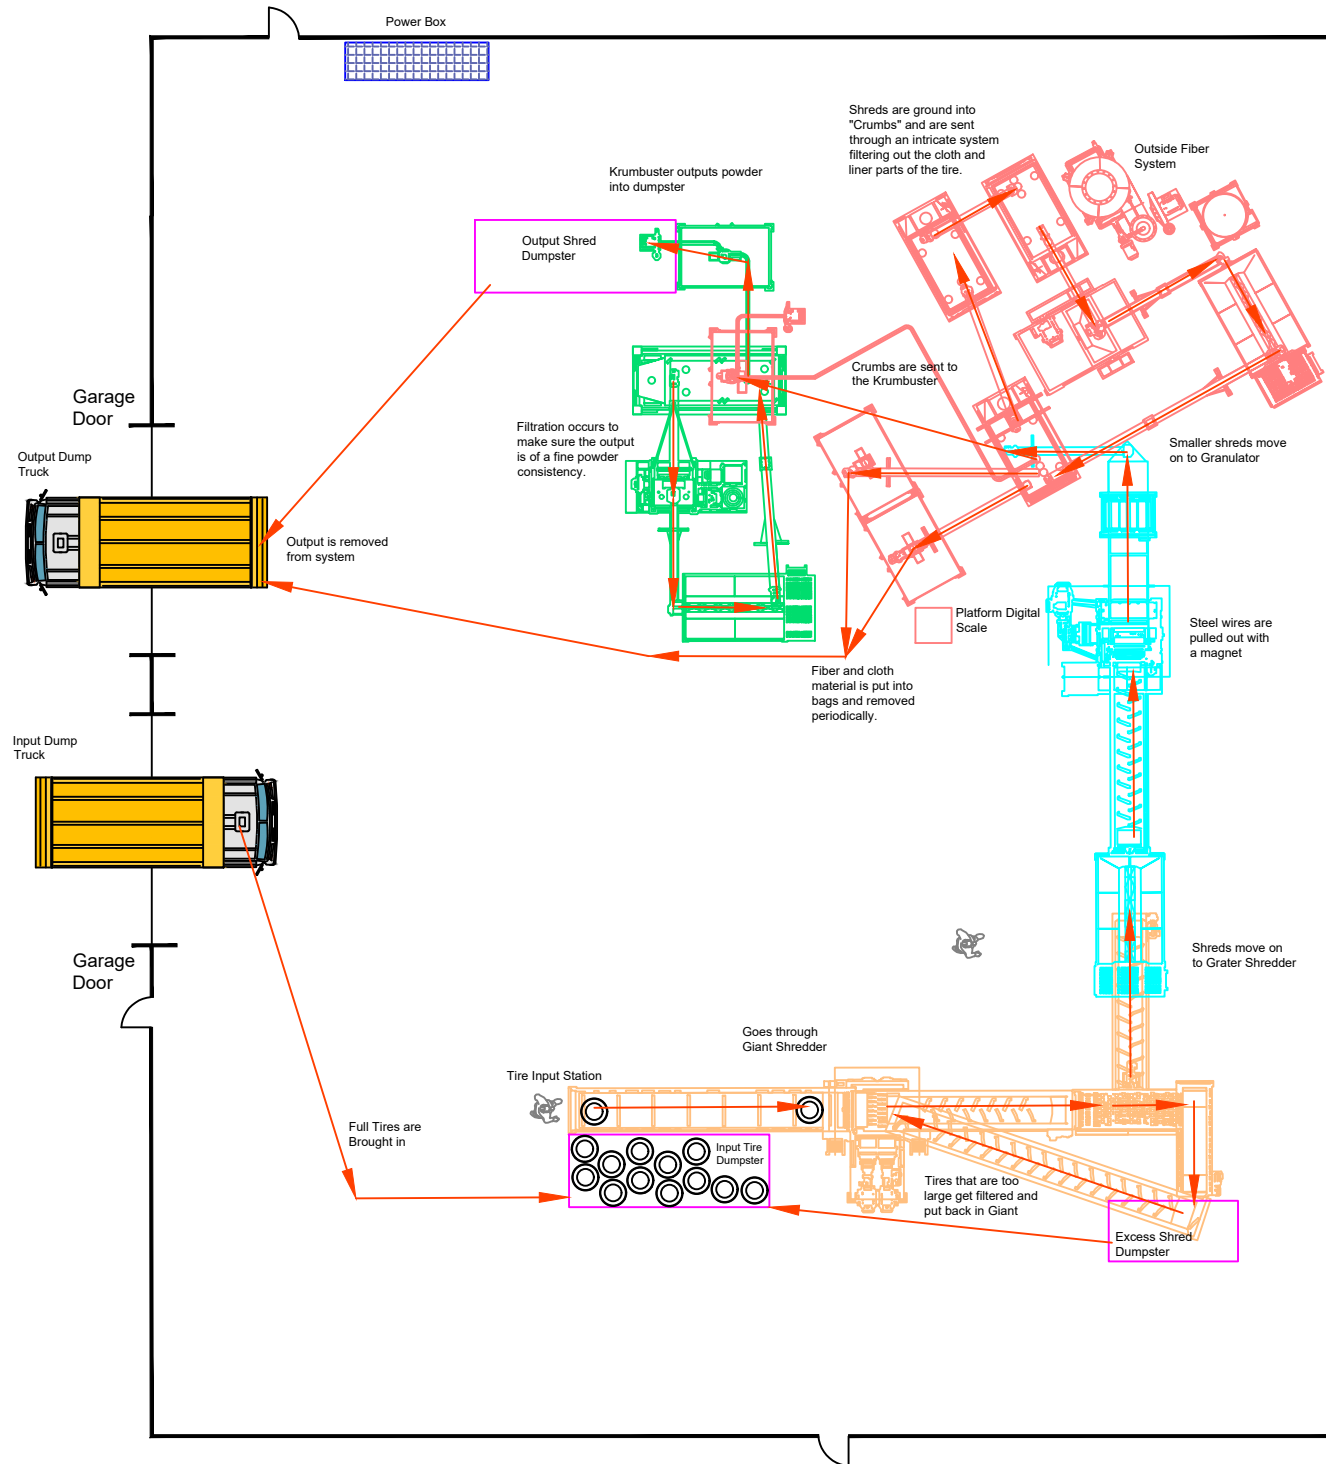 Power Box
Shreds are ground into
"Crumbs" and are sent
through an intricate system
filtering out the cloth and
liner parts of the tire.
Outside Fiber
System
Krumbuster outputs powder
into dumpster
Output Shred
Dumpster
Crumbs are sent to
the Krumbuster
Garage
Door
Filtration occurs to
make sure the output
is of a fine powder
consistency.
Smaller shreds move
on to Granulator
Output Dump
Truck
Output is removed
from system
Platform Digital
Scale
Steel wires are
pulled out with
a magnet
Fiber and cloth
material is put into
bags and removed
periodically.
Input Dump
Truck
Garage
Door
Shreds move on
to Grater Shredder
Goes through
Giant Shredder
Tire Input Station
Full Tires are
Brought in
Input Tire
Dumpster
Tires that are too
large get filtered and
put back in Giant
Excess Shred
Dumpster